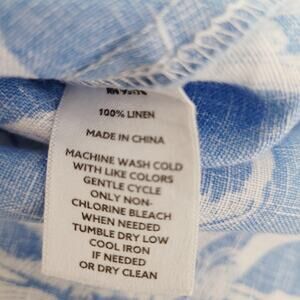 100% LINEN
MADE IN CHINA
MACHINE WASH COLD
WITH LIKE COLORS
GENTLE CYCLE
ONLY NON-
CHLORINE BLEACH
WHEN NEEDED
TUMBLE DRY LOW
COOL IRON
IF NEEDED
OR DRY CLEAN